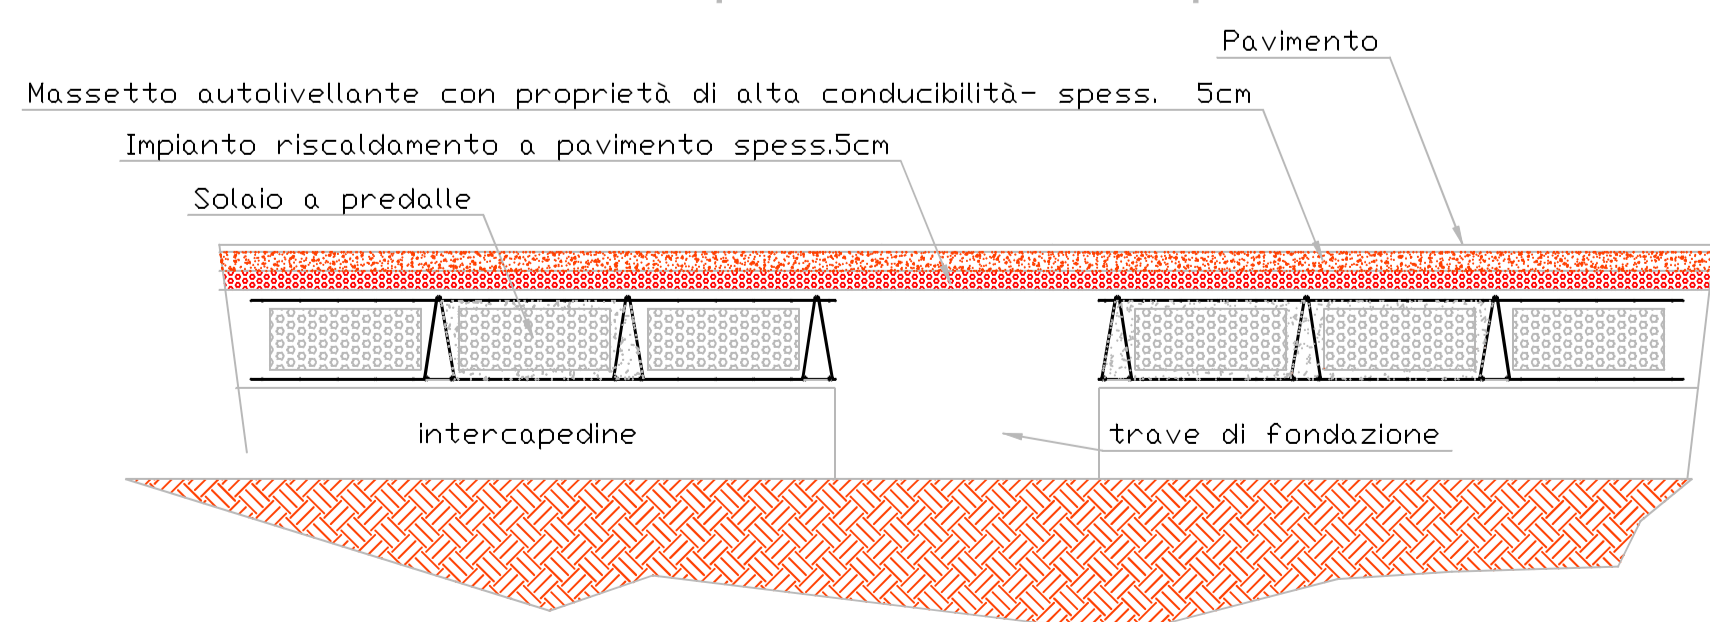 Pavimento
Massetto autolivellante con proprietà di alta conducibilità- spess. 5cm
Impianto riscaldamento a pavimento spess.5cm
Solaio a predalle
intercapedine
trave di fondazione